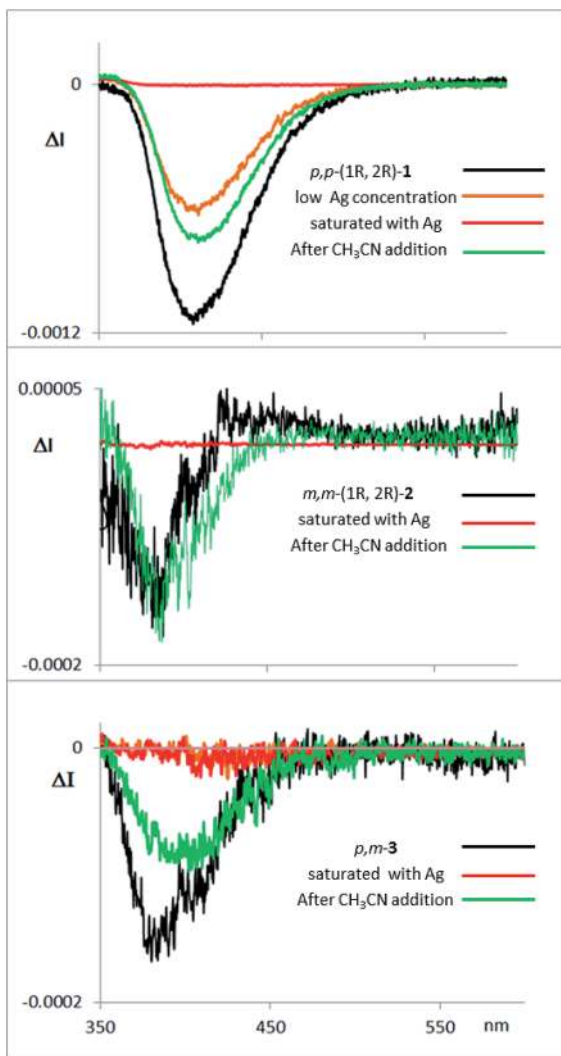 0
ΔI
p,p-(1R, 2R)-1
low Ag concentration
saturated with Ag
After CH₃CN addition
-0.0012
0.00005
ΔI
m,m-(1R, 2R)-2
saturated with Ag
After CH₃CN addition
-0.0002
0
ΔI
p,m-3
saturated with Ag
After CH₃CN addition
-0.0002
350 450 550 nm